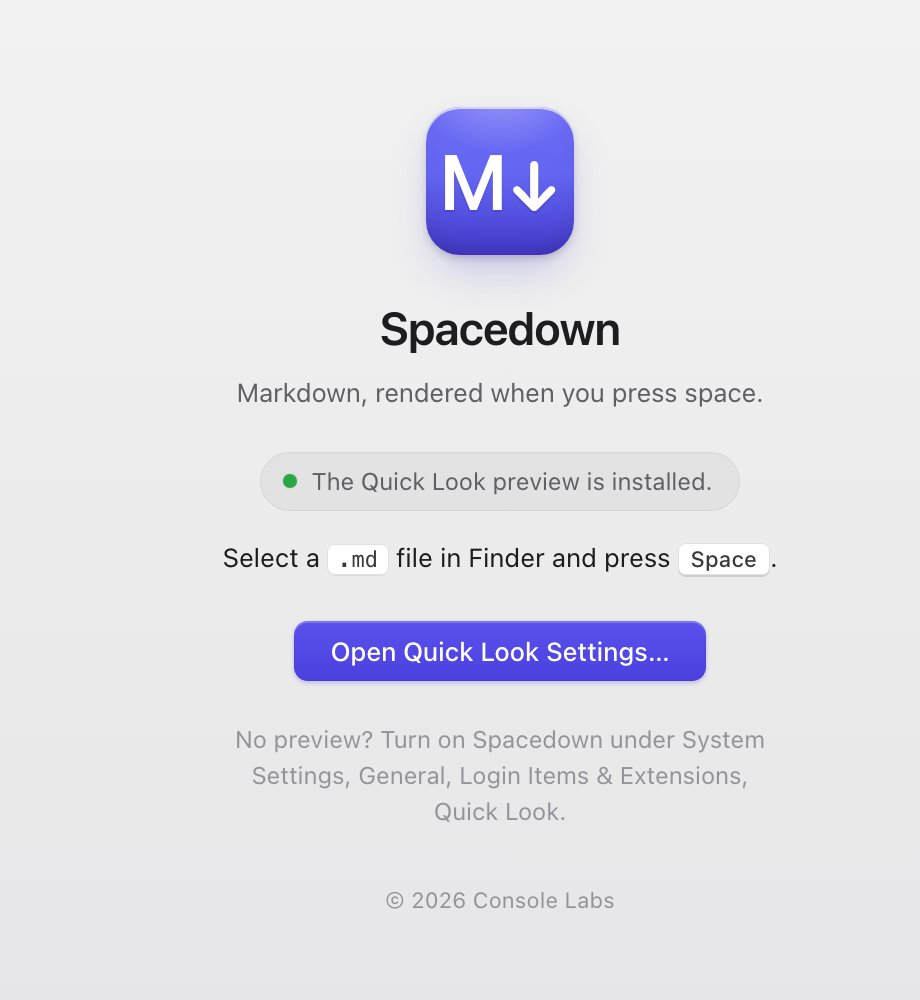 M↓
Spacedown
Markdown, rendered when you press space.
The Quick Look preview is installed.
Select a .md file in Finder and press Space.
Open Quick Look Settings...
No preview? Turn on Spacedown under System
Settings, General, Login Items & Extensions,
Quick Look.
© 2026 Console Labs